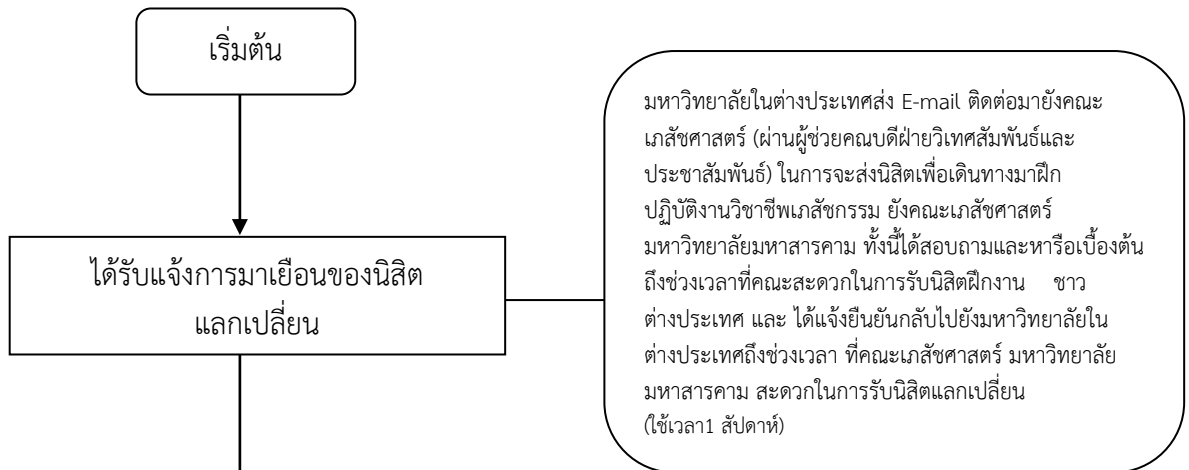 เริ่มต้น
มหาวิทยาลัยในต่างประเทศส่ง E-mail ติดต่อมายังคณะ
เภสัชศาสตร์ (ผ่านผู้ช่วยคณบดีฝ่ายวิเทศสัมพันธ์และ
ประชาสัมพันธ์) ในการจะส่งนิสิตเพื่อเดินทางมาฝึก
ปฏิบัติงานวิชาชีพเภสัชกรรม ยังคณะเภสัชศาสตร์
มหาวิทยาลัยมหาสารคาม ทั้งนี้ได้สอบถามและหารือเบื้องต้น
ถึงช่วงเวลาที่คณะสะดวกในการรับนิสิตฝึกงาน ชาว
ต่างประเทศ และ ได้แจ้งยืนยันกลับไปยังมหาวิทยาลัยใน
ต่างประเทศถึงช่วงเวลา ที่คณะเภสัชศาสตร์ มหาวิทยาลัย
มหาสารคาม สะดวกในการรับนิสิตแลกเปลี่ยน
(ใช้เวลา1 สัปดาห์)
ได้รับแจ้งการมาเยือนของนิสิต
แลกเปลี่ยน